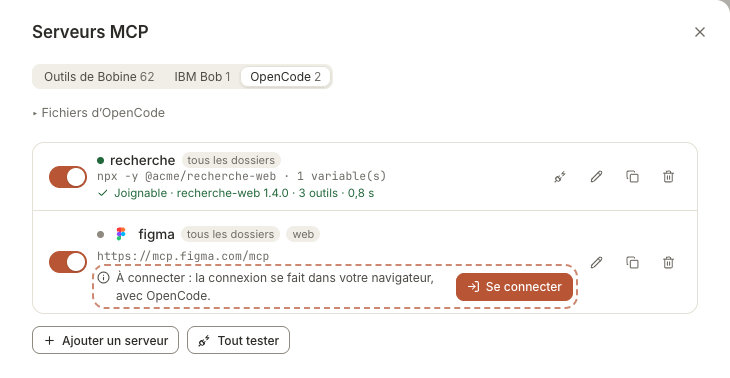 Serveurs MCP
Outils de Bobine 62 IBM Bob 1 OpenCode 2
Fichiers d’OpenCode
recherche tous les dossiers
npx -y @acme/recherche-web · 1 variable(s)
Joignable · recherche-web 1.4.0 · 3 outils · 0,8 s
figma tous les dossiers web
https://mcp.figma.com/mcp
À connecter : la connexion se fait dans votre navigateur,
avec OpenCode.
Se connecter
Ajouter un serveur Tout tester